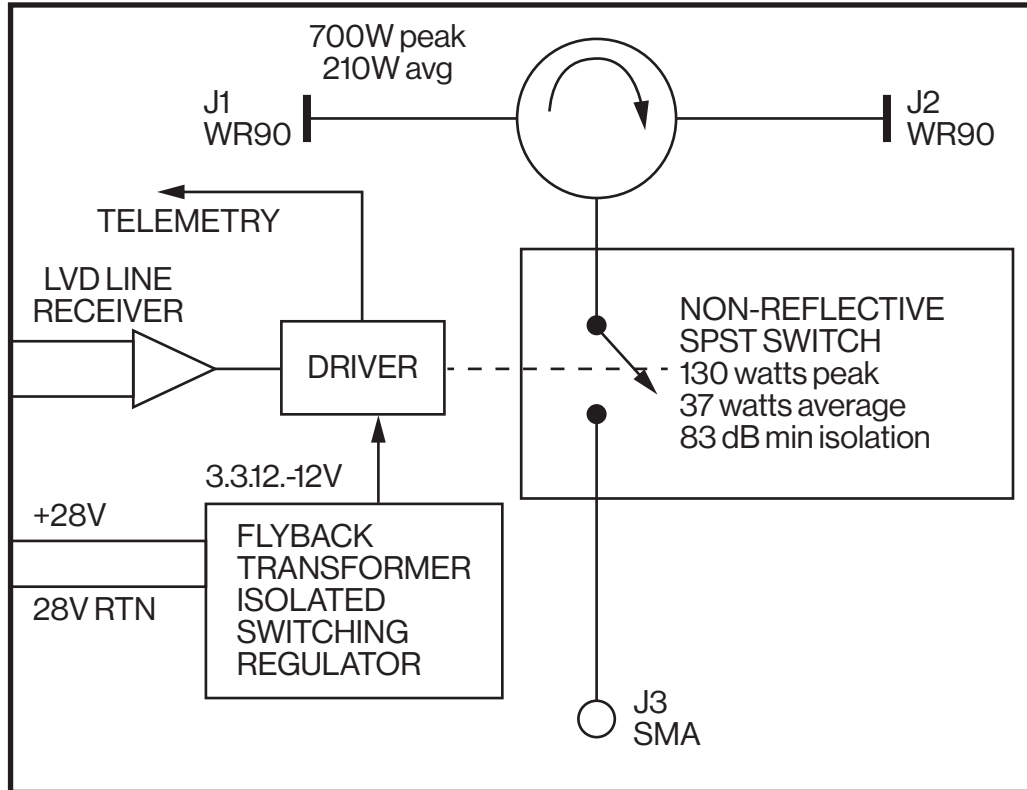 700W peak
210W avg
J1
WR90
J2
WR90
TELEMETRY
LVD LINE
RECEIVER
DRIVER
NON-REFLECTIVE
SPST SWITCH
130 watts peak
37 watts average
83 dB min isolation
3.3.12.-12V
+28V
28V RTN
FLYBACK
TRANSFORMER
ISOLATED
SWITCHING
REGULATOR
J3
SMA